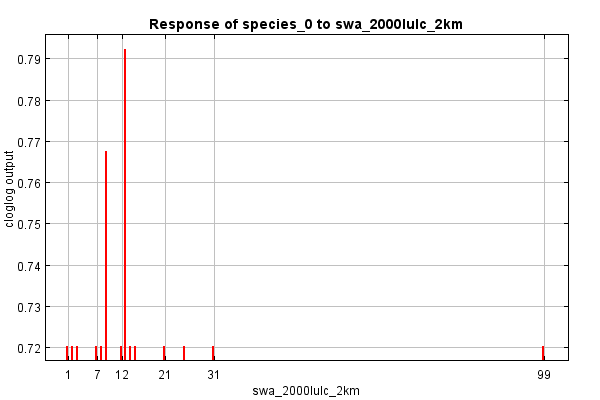 Response of species_0 to swa_2000lulc_2km
0.79
0.78
0.77
0.76
0.75
0.74
0.73
0.72
cloglog output
1 7 12 21 31 99
swa_2000lulc_2km